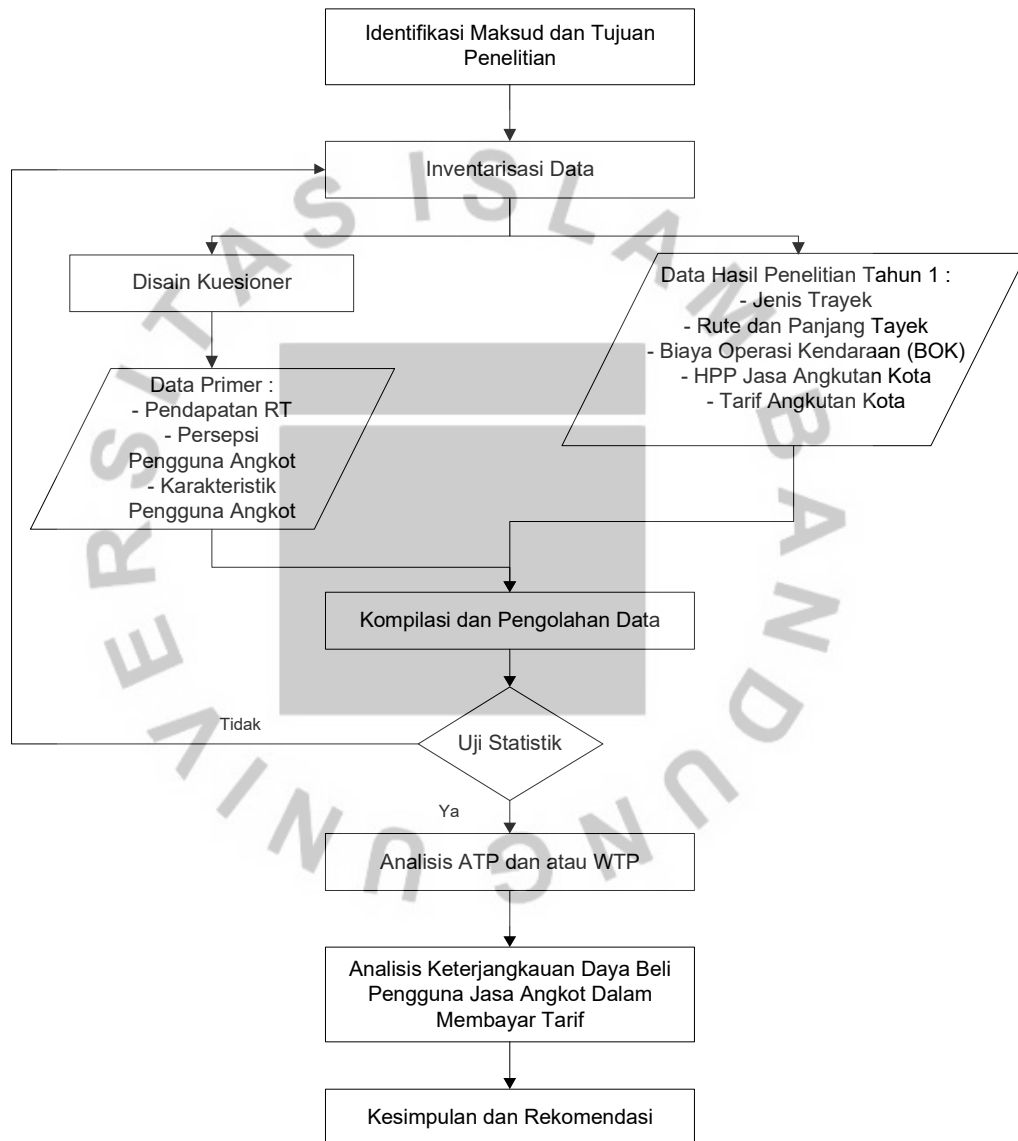 Identifikasi Maksud dan Tujuan
Penelitian
Inventarisasi Data
Disain Kuesioner
Data Hasil Penelitian Tahun 1 :
- Jenis Trayek
- Rute dan Panjang Tayek
- Biaya Operasi Kendaraan (BOK)
- HPP Jasa Angkutan Kota
- Tarif Angkutan Kota
Data Primer :
- Pendapatan RT
- Persepsi
Pengguna Angkot
- Karakteristik
Pengguna Angkot
Kompilasi dan Pengolahan Data
Tidak
Uji Statistik
Ya
Analisis ATP dan atau WTP
Analisis Keterjangkauan Daya Beli
Pengguna Jasa Angkot Dalam
Membayar Tarif
Kesimpulan dan Rekomendasi
UNIVERSITAS ISLAM BANDUNG